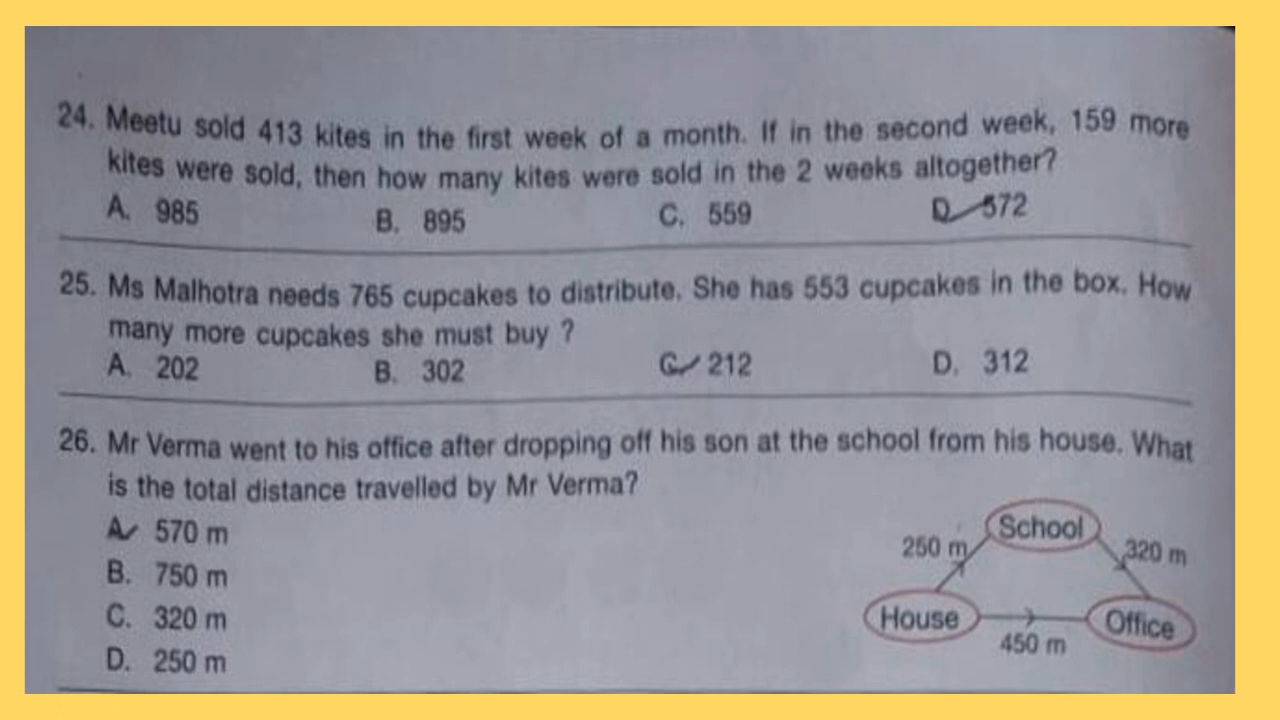 24. Meetu sold 413 kites in the first week of a month. If in the second week, 159 more
kites were sold, then how many kites were sold in the 2 weeks altogether?
A. 985 B. 895 C. 559 D. 572
25. Ms Malhotra needs 765 cupcakes to distribute. She has 553 cupcakes in the box. How
many more cupcakes she must buy ?
A. 202 B. 302 C. 212 D. 312
26. Mr Verma went to his office after dropping off his son at the school from his house. What
is the total distance travelled by Mr Verma?
A. 570 m
B. 750 m
C. 320 m
D. 250 m
School
250 m 320 m
House Office
450 m